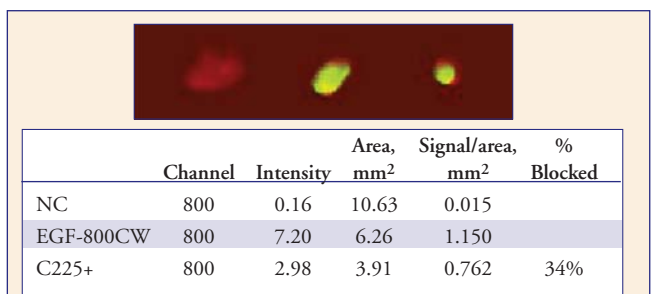 Area, Signal/area, %
Channel Intensity mm² mm² Blocked
NC 800 0.16 10.63 0.015
EGF-800CW 800 7.20 6.26 1.150
C225+ 800 2.98 3.91 0.762 34%